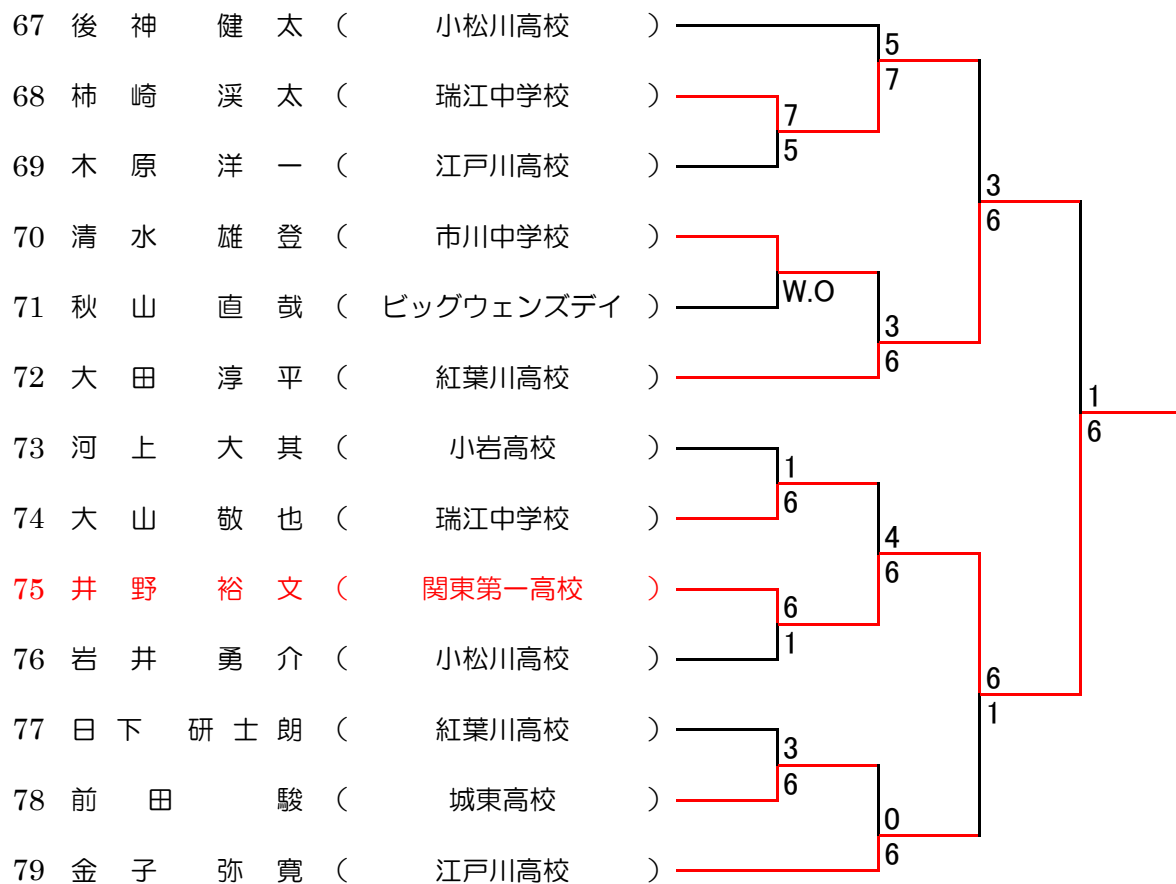 67 後神 健太 ( 小松川高校 )
5
7
68 柿崎 渓太 ( 瑞江中学校 )
7
5
69 木原 洋一 ( 江戸川高校 )
3
6
70 清水 雄登 ( 市川中学校 )
W.O
71 秋山 直哉 ( ビッグウェンズデイ )
3
6
72 大田 淳平 ( 紅葉川高校 )
1
6
73 河上 大其 ( 小岩高校 )
1
6
74 大山 敬也 ( 瑞江中学校 )
4
6
75 井野 裕文 ( 関東第一高校 )
6
1
76 岩井 勇介 ( 小松川高校 )
6
1
77 日下 研士朗 ( 紅葉川高校 )
3
6
78 前田 駿 ( 城東高校 )
0
6
79 金子 弥寛 ( 江戸川高校 )